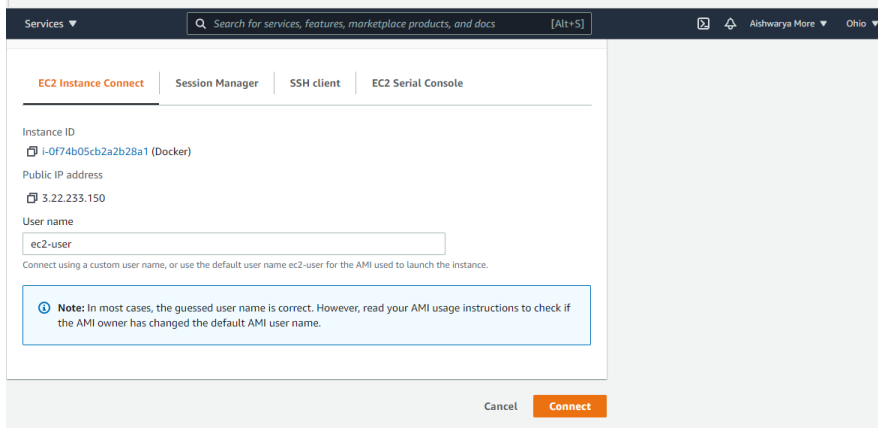 Services ▼ Search for services, features, marketplace products, and docs [Alt+S] Aishwarya More ▼ Ohio ▼
EC2 Instance Connect Session Manager SSH client EC2 Serial Console
Instance ID
i-0f74b05cb2a2b28a1 (Docker)
Public IP address
3.22.233.150
User name
ec2-user
Connect using a custom user name, or use the default user name ec2-user for the AMI used to launch the instance.
Note: In most cases, the guessed user name is correct. However, read your AMI usage instructions to check if
the AMI owner has changed the default AMI user name.
Cancel Connect